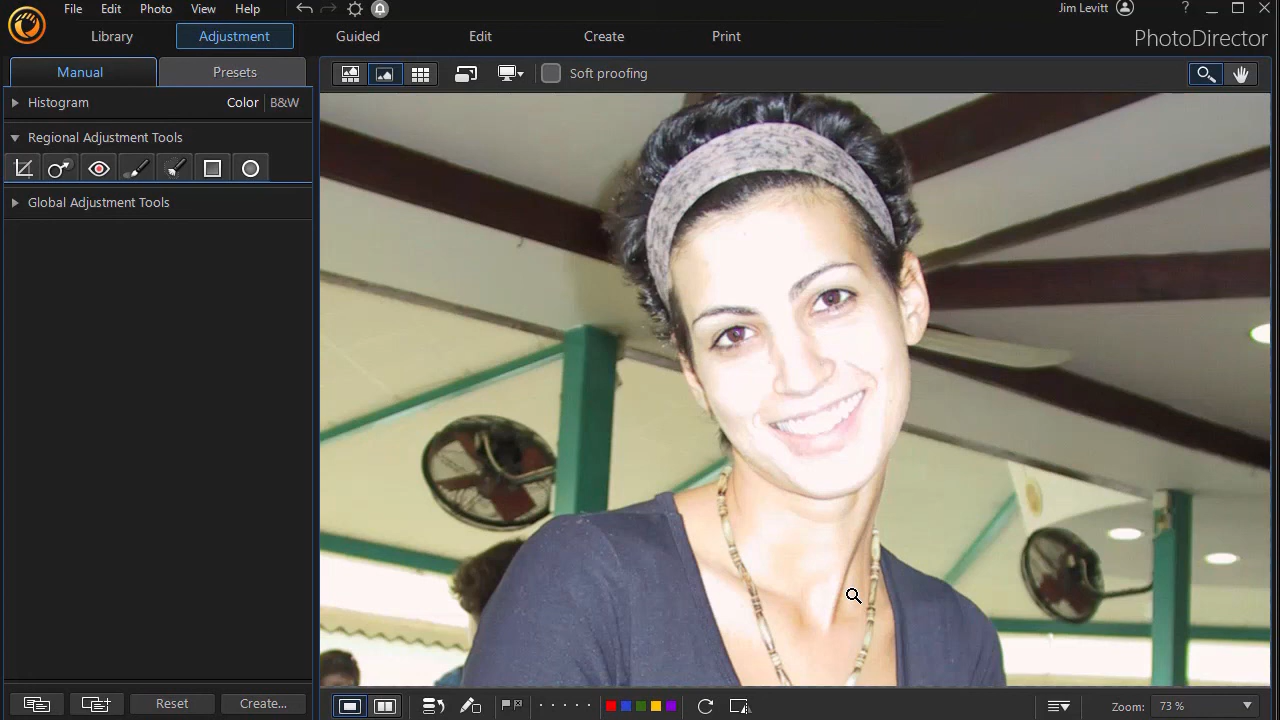 File Edit Photo View Help
Jim Levitt
?
Library Adjustment Guided Edit Create Print
PhotoDirector
Manual Presets
Soft proofing
Histogram Color B&W
Regional Adjustment Tools
Global Adjustment Tools
Reset Create...
Zoom: 73 %